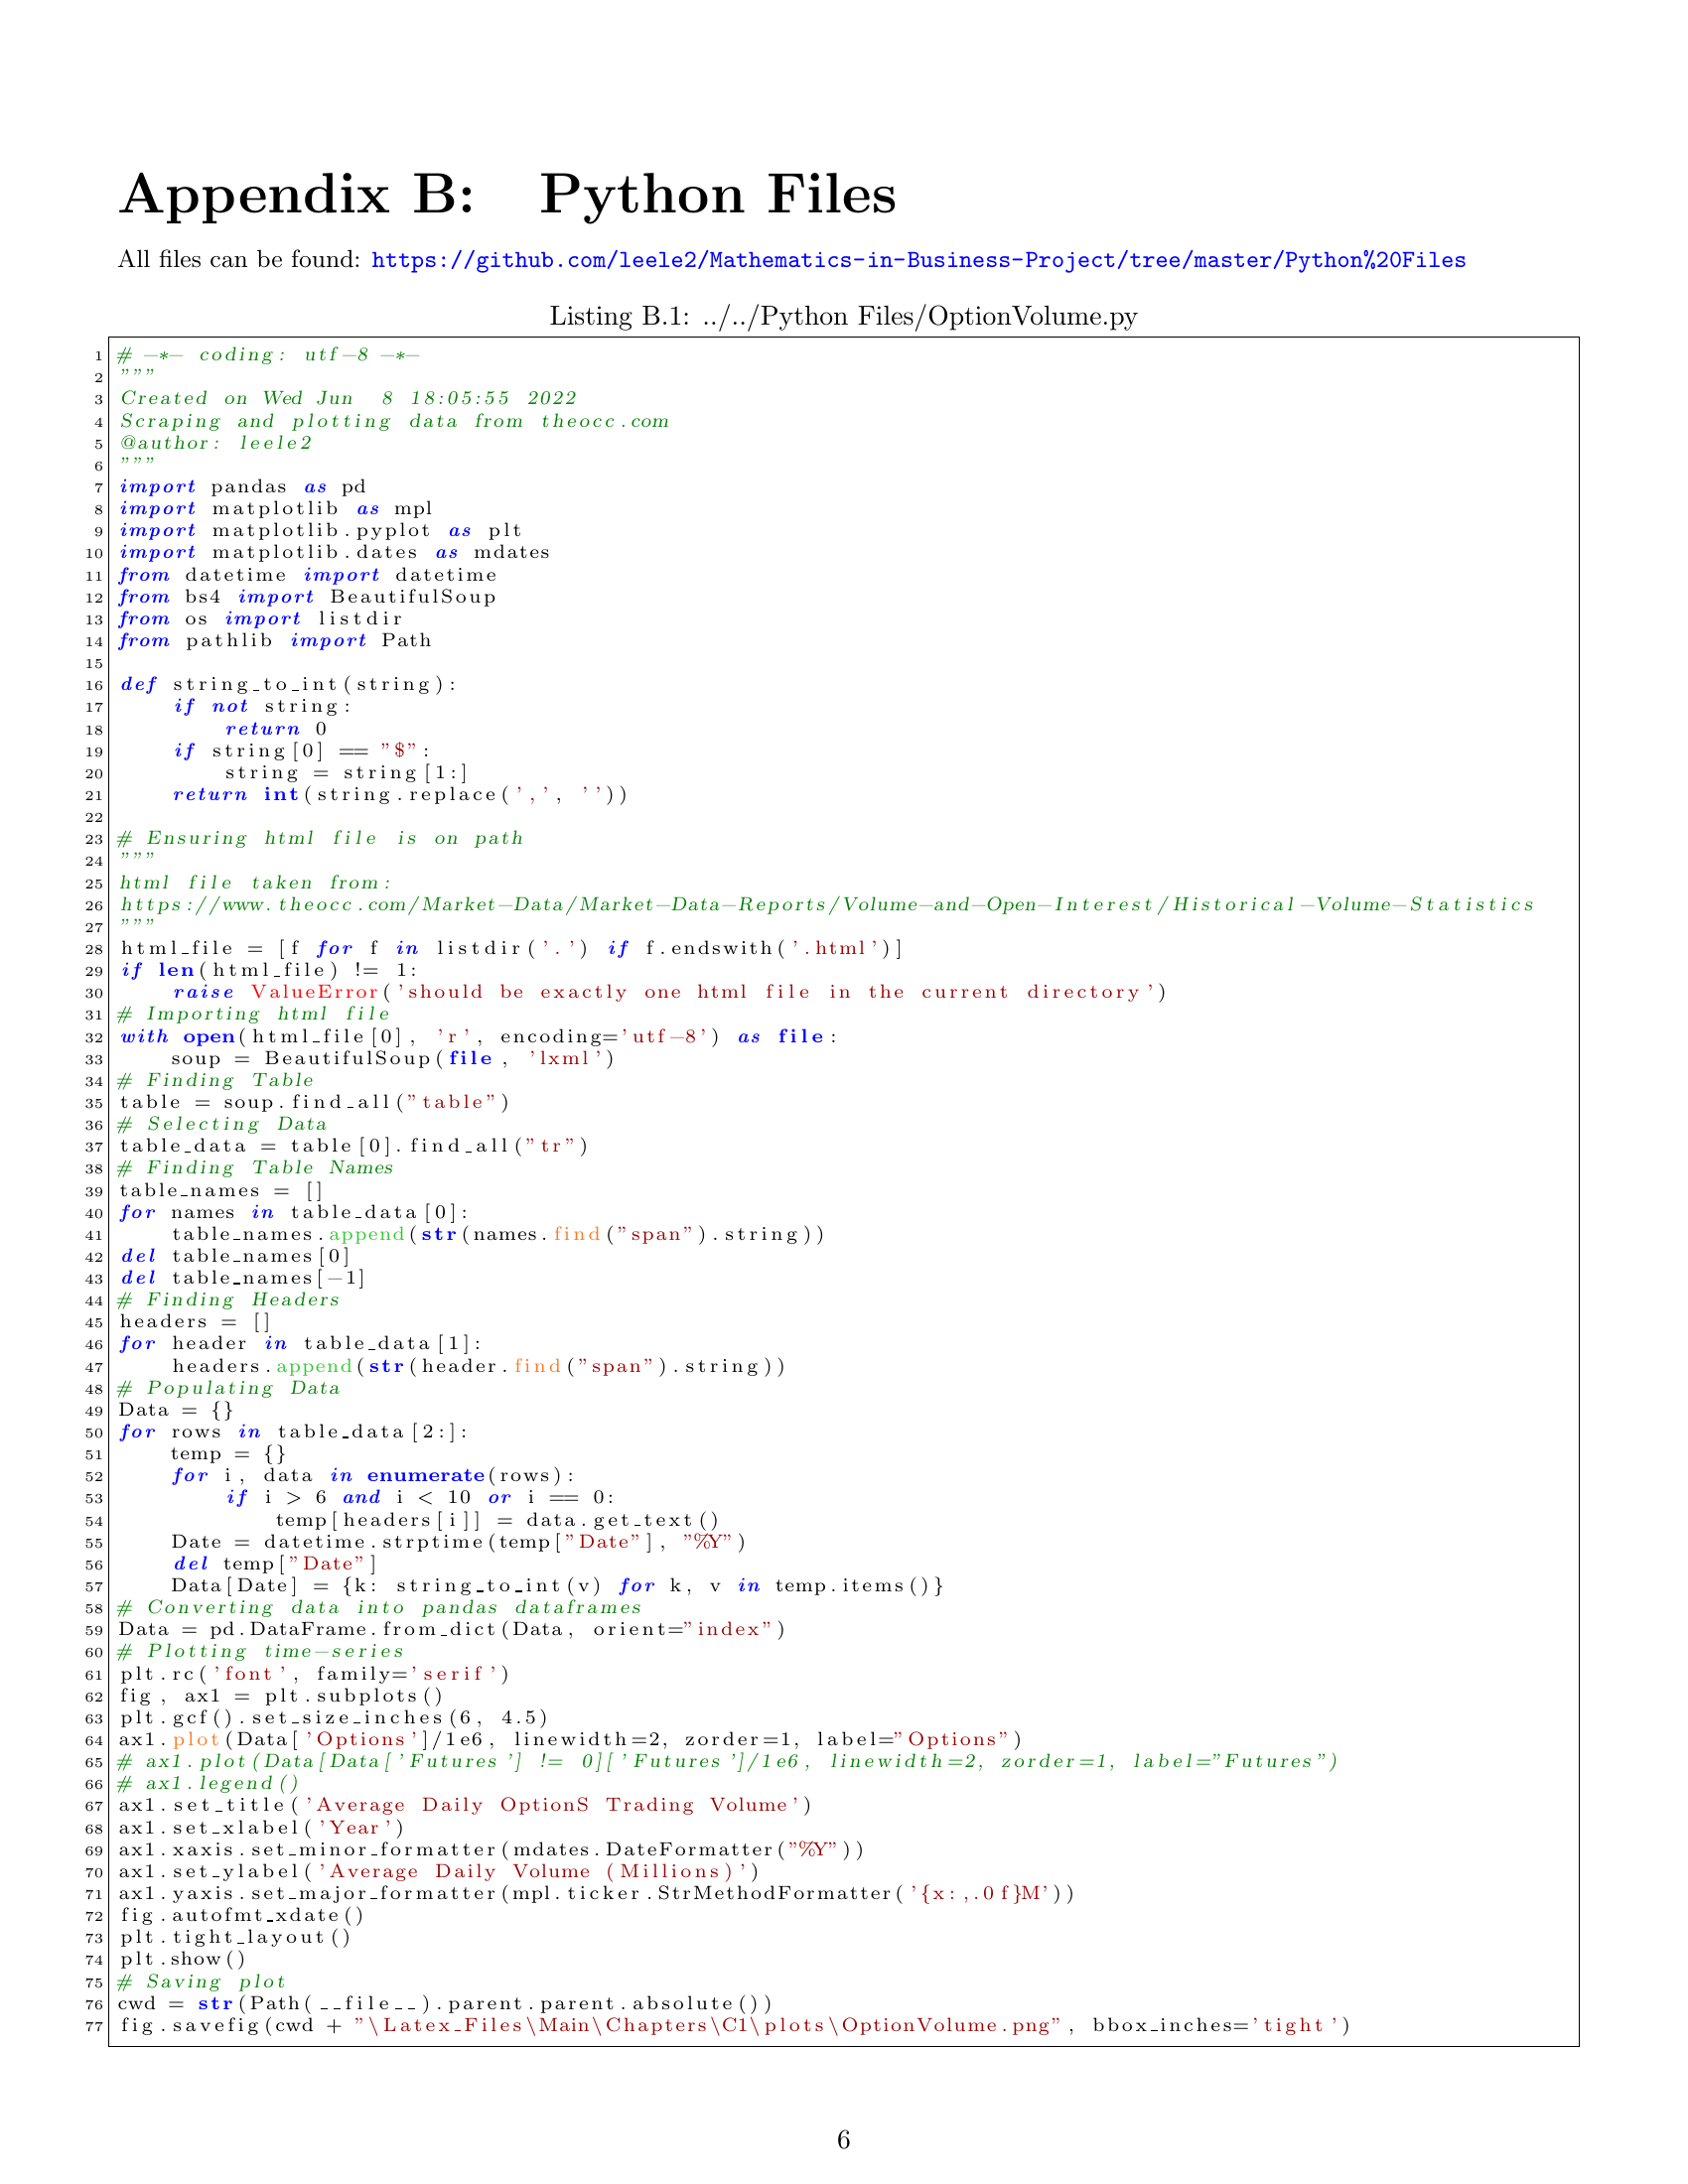 Appendix B: Python Files
All files can be found: https://github.com/leele2/Mathematics-in-Business-Project/tree/master/Python%20Files
Listing B.1: ../../Python Files/OptionVolume.py
1 # -*- coding: utf-8 -*-
2 """
3 Created on Wed Jun  8 18:05:55 2022
4 Scraping and plotting data from theocc.com
5 @author: leele2
6 """
7 import pandas as pd
8 import matplotlib as mpl
9 import matplotlib.pyplot as plt
10 import matplotlib.dates as mdates
11 from datetime import datetime
12 from bs4 import BeautifulSoup
13 from os import listdir
14 from pathlib import Path
15
16 def string_to_int(string):
17     if not string:
18         return 0
19     if string[0] == "$":
20         string = string[1:]
21     return int(string.replace(',', ''))
22
23 # Ensuring html file is on path
24 """
25 html file taken from:
26 https://www.theocc.com/Market-Data/Market-Data-Reports/Volume-and-Open-Interest/Historical-Volume-Statistics
27 """
28 html_file = [f for f in listdir('.') if f.endswith('.html')]
29 if len(html_file) != 1:
30     raise ValueError('should be exactly one html file in the current directory')
31 # Importing html file
32 with open(html_file[0], 'r', encoding='utf-8') as file:
33     soup = BeautifulSoup(file, 'lxml')
34 # Finding Table
35 table = soup.find_all("table")
36 # Selecting Data
37 table_data = table[0].find_all("tr")
38 # Finding Table Names
39 table_names = []
40 for names in table_data[0]:
41     table_names.append(str(names.find("span").string))
42 del table_names[0]
43 del table_names[-1]
44 # Finding Headers
45 headers = []
46 for header in table_data[1]:
47     headers.append(str(header.find("span").string))
48 # Populating Data
49 Data = {}
50 for rows in table_data[2:]:
51     temp = {}
52     for i, data in enumerate(rows):
53         if i > 6 and i < 10 or i == 0:
54             temp[headers[i]] = data.get_text()
55     Date = datetime.strptime(temp["Date"], "%Y")
56     del temp["Date"]
57     Data[Date] = {k: string_to_int(v) for k, v in temp.items()}
58 # Converting data into pandas dataframes
59 Data = pd.DataFrame.from_dict(Data, orient="index")
60 # Plotting time-series
61 plt.rc('font', family='serif')
62 fig, ax1 = plt.subplots()
63 plt.gcf().set_size_inches(6, 4.5)
64 ax1.plot(Data['Options']/1e6, linewidth=2, zorder=1, label="Options")
65 # ax1.plot(Data[Data['Futures'] != 0]['Futures']/1e6, linewidth=2, zorder=1, label="Futures")
66 # ax1.legend()
67 ax1.set_title('Average Daily OptionS Trading Volume')
68 ax1.set_xlabel('Year')
69 ax1.xaxis.set_minor_formatter(mdates.DateFormatter("%Y"))
70 ax1.set_ylabel('Average Daily Volume (Millions)')
71 ax1.yaxis.set_major_formatter(mpl.ticker.StrMethodFormatter('{x:,.0f}M'))
72 fig.autofmt_xdate()
73 plt.tight_layout()
74 plt.show()
75 # Saving plot
76 cwd = str(Path(__file__).parent.parent.absolute())
77 fig.savefig(cwd + "\Latex_Files\Main\Chapters\C1\plots\OptionVolume.png", bbox_inches='tight')
6